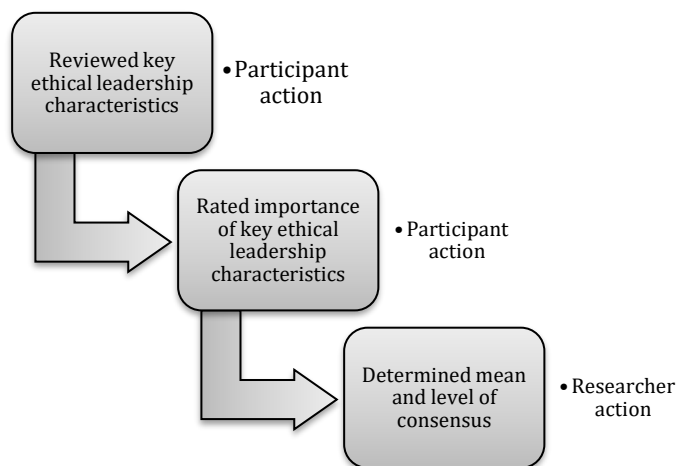 Reviewed key
ethical leadership
characteristics
•Participant
action
Rated importance
of key ethical
leadership
characteristics
•Participant
action
Determined mean
and level of
consensus
•Researcher
action